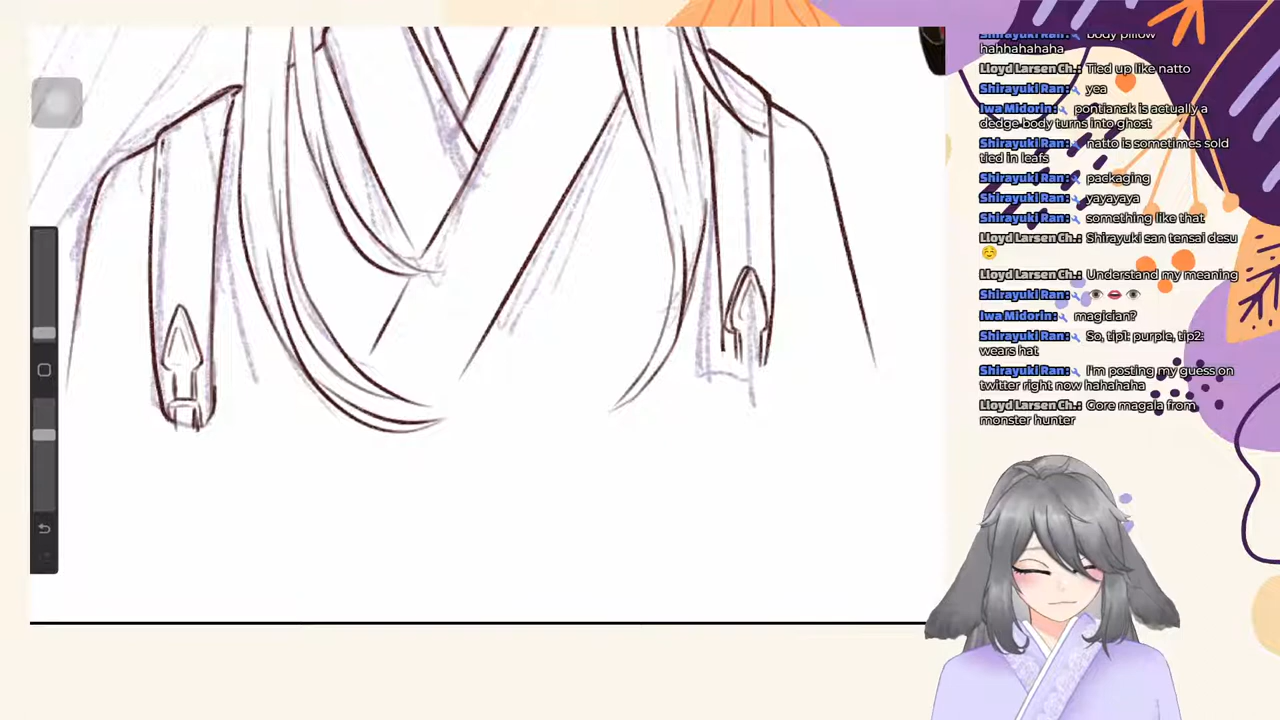 Shirayuki Ran: body pillow
hahhahahaha
Lloyd Larsen Ch.: Tied up like natto
Shirayuki Ran: yea
Iwa Midorin: pontianak is actually a
dedge body turns into ghost
Shirayuki Ran: natto is sometimes sold
tied in leafs
Shirayuki Ran: packaging
Shirayuki Ran: yayayaya
Shirayuki Ran: something like that
Lloyd Larsen Ch.: Shirayuki san tensai desu
☺️
Lloyd Larsen Ch.: Understand my meaning
Shirayuki Ran: 👁️👄👁️
Iwa Midorin: magician?
Shirayuki Ran: So, tip1: purple, tip2:
wears hat
Shirayuki Ran: I'm posting my guess on
twitter right now hahahaha
Lloyd Larsen Ch.: Gore magala from
monster hunter